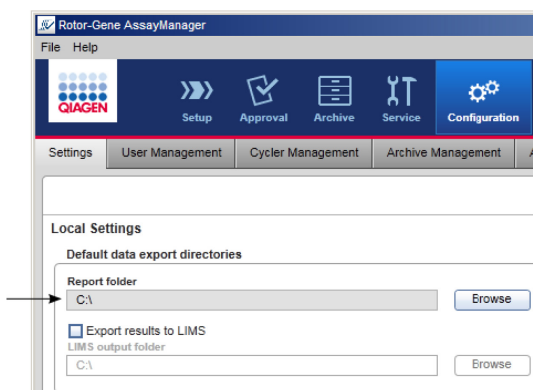 Rotor-Gene AssayManager
File Help
QIAGEN
Setup Approval Archive Service Configuration
Settings User Management Cycler Management Archive Management
Local Settings
Default data export directories
Report folder
C:\ Browse
Export results to LIMS
LIMS output folder
C:\ Browse